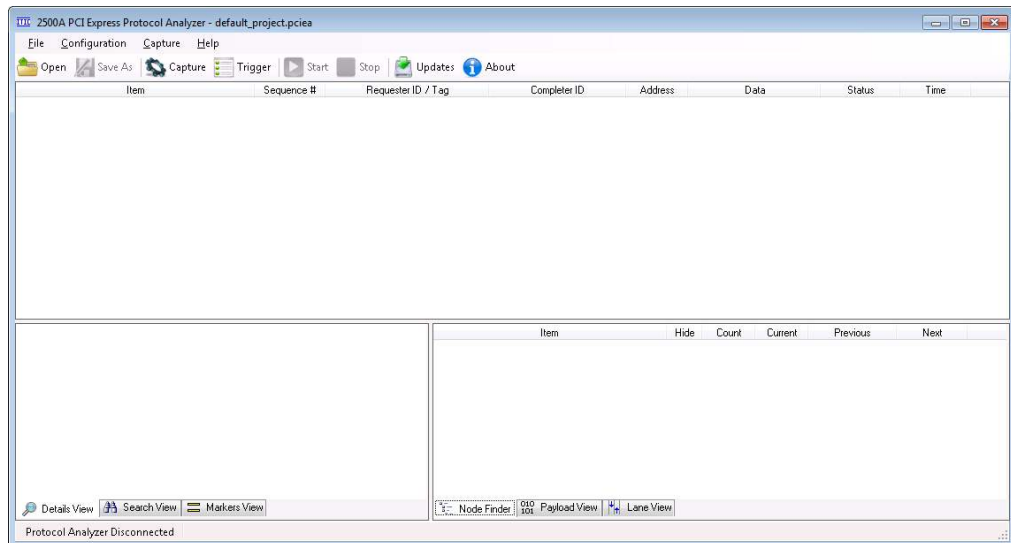 2500A PCI Express Protocol Analyzer - default_project.pciea
File Configuration Capture Help
Open Save As Capture Trigger Start Stop Updates About
Item Sequence # Requester ID / Tag Completer ID Address Data Status Time
Item Hide Count Current Previous Next
Details View Search View Markers View
Node Finder 010 101 Payload View Lane View
Protocol Analyzer Disconnected